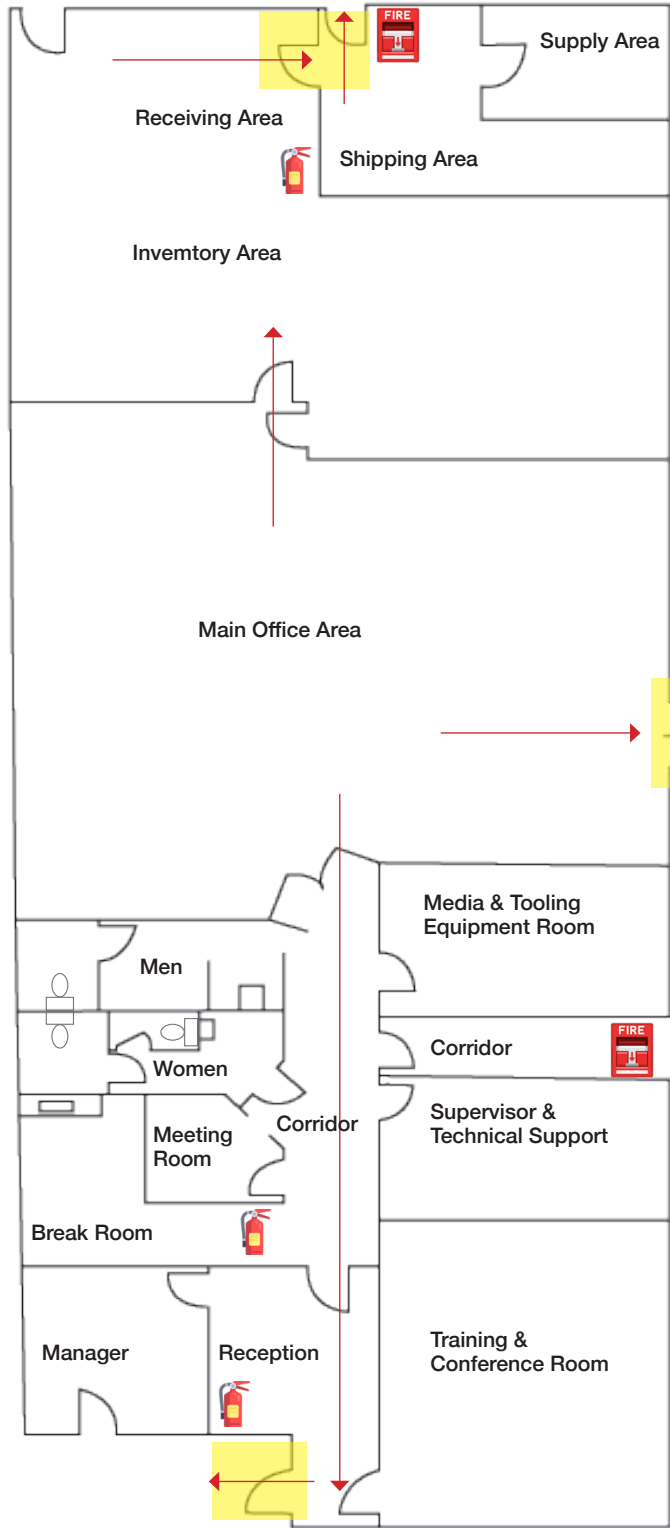 FIRE
Supply Area
Receiving Area
Shipping Area
Invemtory Area
Main Office Area
Media & Tooling
Equipment Room
Men
FIRE
Corridor
Women
Supervisor &
Technical Support
Corridor
Meeting
Room
Break Room
Manager
Reception
Training &
Conference Room